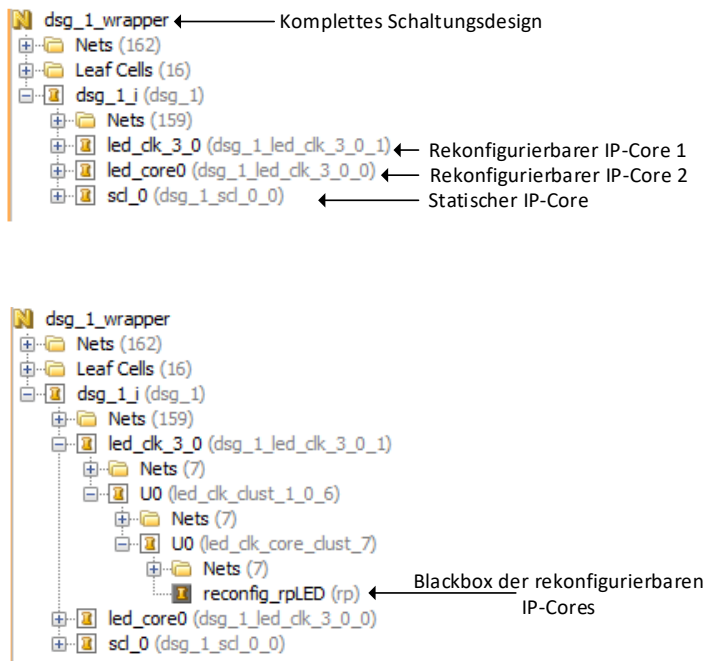 dsg_1_wrapper Komplettes Schaltungsdesign
Nets (162)
Leaf Cells (16)
dsg_1_i (dsg_1)
Nets (159)
led_clk_3_0 (dsg_1_led_clk_3_0_1) Rekonfigurierbarer IP-Core 1
led_core0 (dsg_1_led_clk_3_0_0) Rekonfigurierbarer IP-Core 2
scl_0 (dsg_1_scl_0_0) Statischer IP-Core
dsg_1_wrapper
Nets (162)
Leaf Cells (16)
dsg_1_i (dsg_1)
Nets (159)
led_clk_3_0 (dsg_1_led_clk_3_0_1)
Nets (7)
U0 (led_clk_clust_1_0_6)
Nets (7)
U0 (led_clk_core_clust_7)
Nets (7)
reconfig_rpLED (rp) Blackbox der rekonfigurierbaren
IP-Cores
led_core0 (dsg_1_led_clk_3_0_0)
scl_0 (dsg_1_scl_0_0)